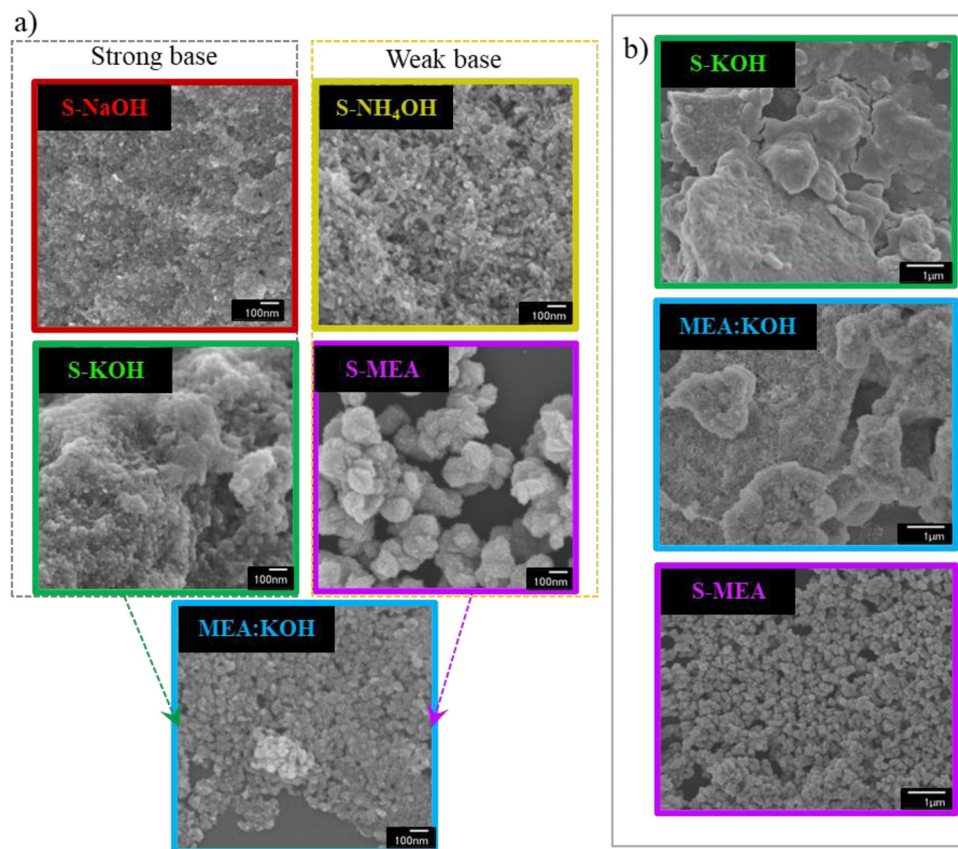 a)
Strong base
Weak base
S-NaOH
100nm
S-NH₄OH
100nm
S-KOH
100nm
S-MEA
100nm
MEA:KOH
100nm
b)
S-KOH
1μm
MEA:KOH
1μm
S-MEA
1μm